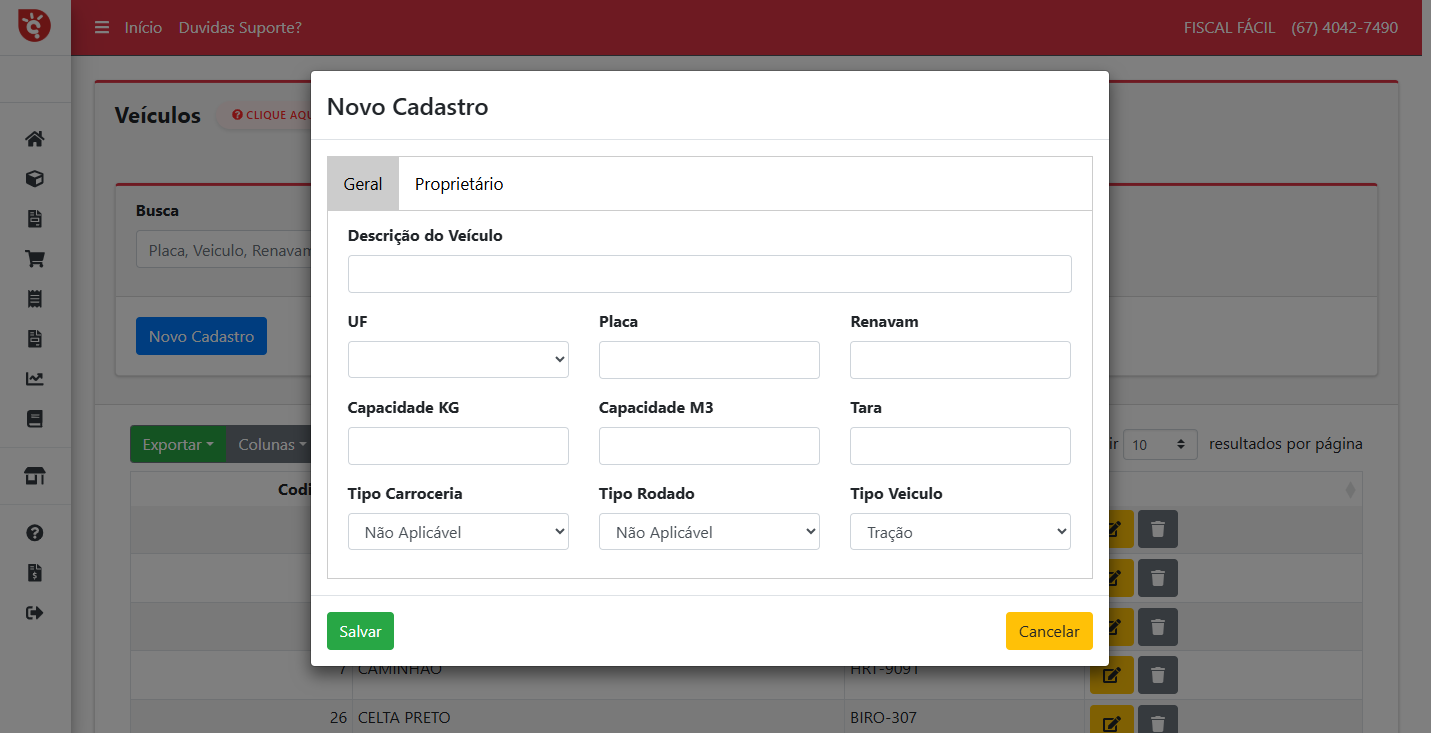 Início Duvidas Suporte? FISCAL FÁCIL (67) 4042-7490
Novo Cadastro
Veículos CLIQUE AQU
Geral Proprietário
Busca
Placa, Veiculo, Renavam
Descrição do Veículo
UF Placa Renavam
Novo Cadastro
Capacidade KG Capacidade M3 Tara
Exportar Colunas ir 10 resultados por página
Codi
Tipo Carroceria Tipo Rodado Tipo Veiculo
Não Aplicável Não Aplicável Tração
Salvar Cancelar
7 CAMINHAO HRT-9091
26 CELTA PRETO BIRO-307